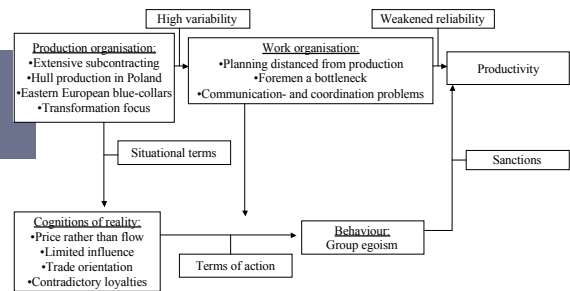 High variability
Weakened reliability
Production organisation:
•Extensive subcontracting
•Hull production in Poland
•Eastern European blue-collars
•Transformation focus
Work organisation:
•Planning distanced from production
•Foremen a bottleneck
•Communication- and coordination problems
Productivity
Situational terms
Sanctions
Cognitions of reality:
•Price rather than flow
•Limited influence
•Trade orientation
•Contradictory loyalties
Terms of action
Behaviour:
Group egoism